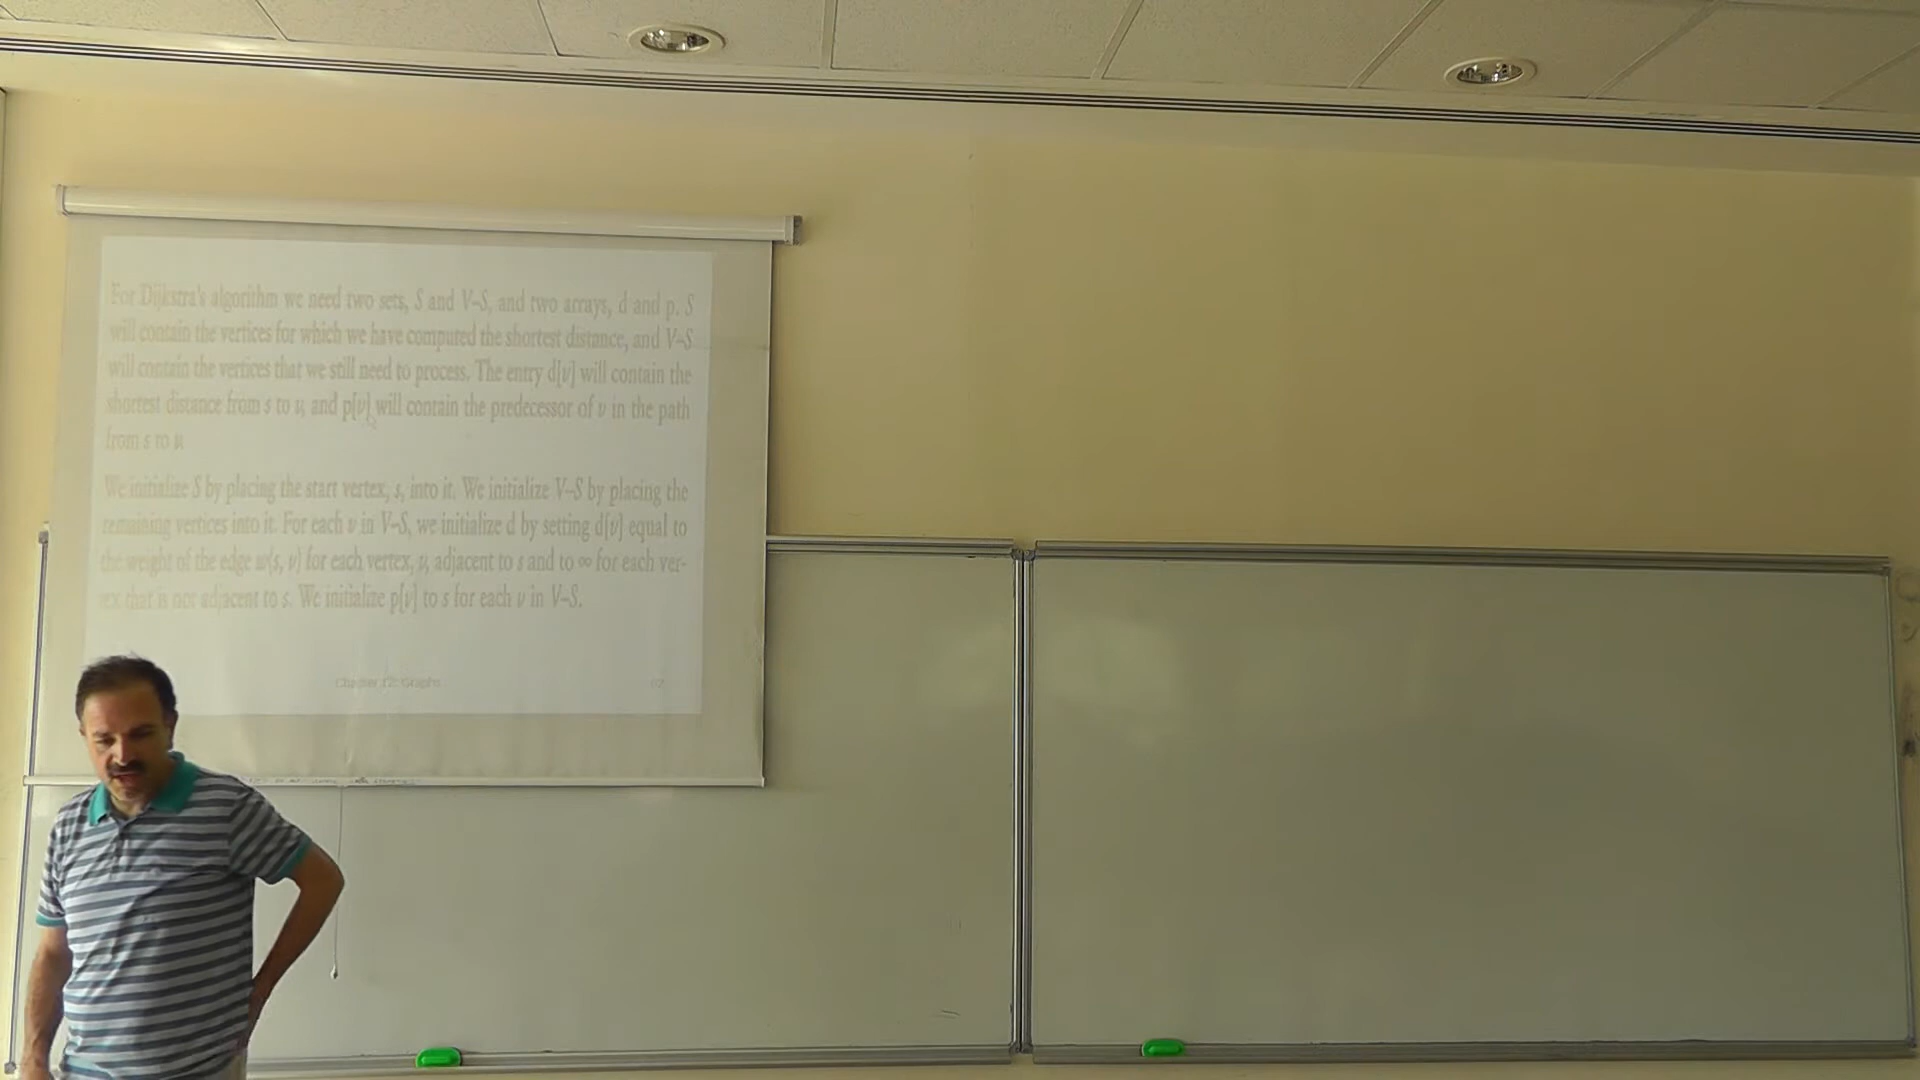 For Dijkstra's algorithm we need two sets, S and V–S, and two arrays, d and p. S
will contain the vertices for which we have computed the shortest distance, and V–S
will contain the vertices that we still need to process. The entry d[v] will contain the
shortest distance from s to v, and p[v] will contain the predecessor of v in the path
from s to v.
We initialize S by placing the start vertex, s, into it. We initialize V–S by placing the
remaining vertices into it. For each v in V–S, we initialize d by setting d[v] equal to
the weight of the edge w(s, v) for each vertex, v, adjacent to s and to ∞ for each ver-
tex that is not adjacent to s. We initialize p[v] to s for each v in V–S.
Chapter 12: Graphs